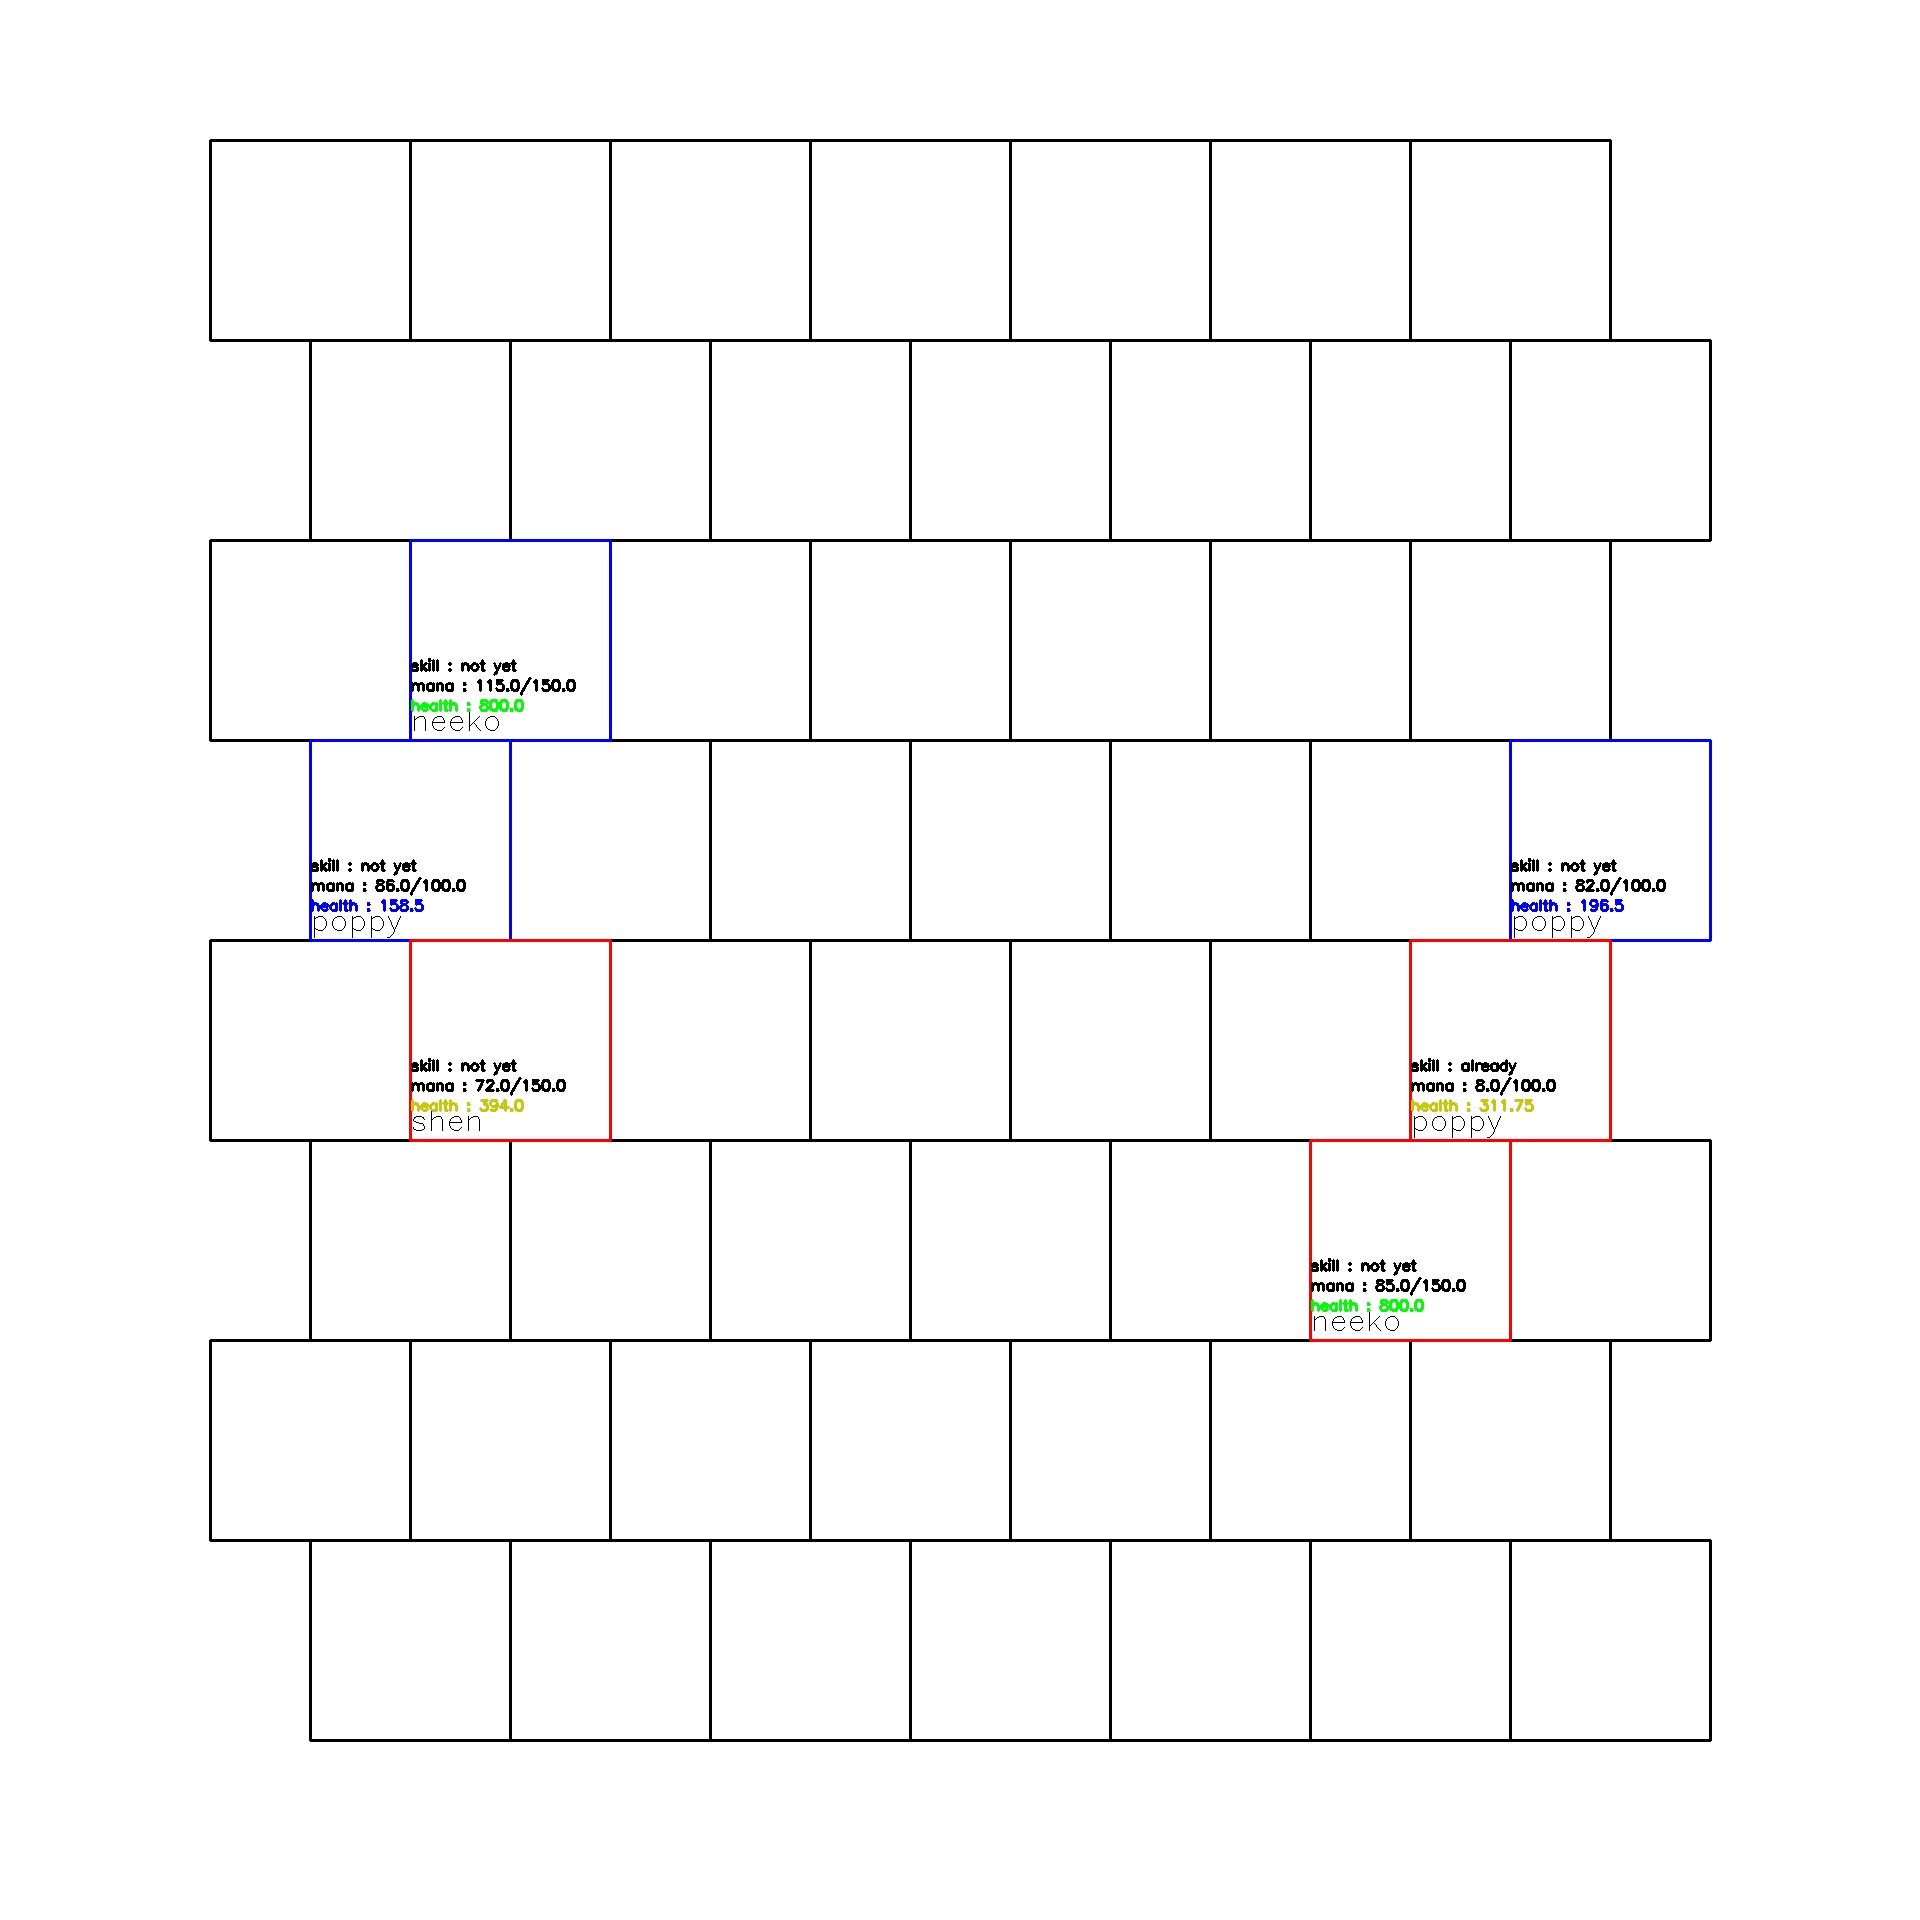 skill : not yet
mana : 115.0/150.0
health : 800.0
neeko
skill : not yet
mana : 86.0/100.0
health : 158.5
poppy
skill : not yet
mana : 82.0/100.0
health : 196.5
poppy
skill : not yet
mana : 72.0/150.0
health : 394.0
shen
skill : already
mana : 8.0/100.0
health : 311.75
poppy
skill : not yet
mana : 85.0/150.0
health : 800.0
neeko